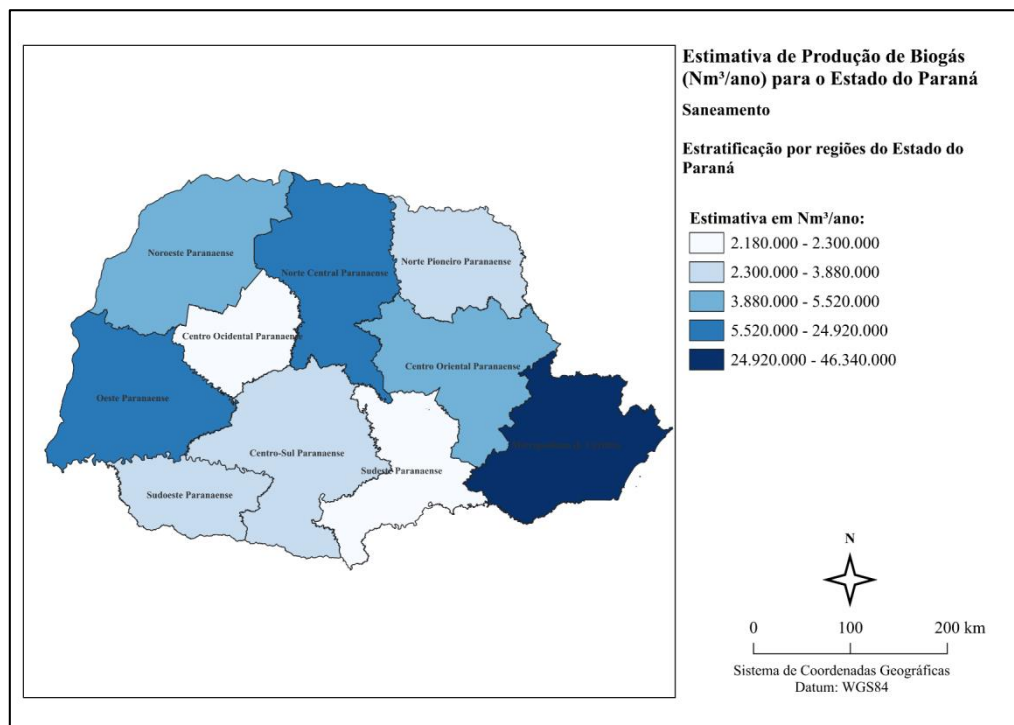 Estimativa de Produção de Biogás
(Nm³/ano) para o Estado do Paraná
Saneamento
Estratificação por regiões do Estado do
Paraná
Estimativa em Nm³/ano:
2.180.000 - 2.300.000
2.300.000 - 3.880.000
3.880.000 - 5.520.000
5.520.000 - 24.920.000
24.920.000 - 46.340.000
Noroeste Paranaense
Norte Central Paranaense
Norte Pioneiro Paranaense
Centro Ocidental Paranaense
Centro Oriental Paranaense
Oeste Paranaense
Centro-Sul Paranaense
Sudeste Paranaense
Sudoeste Paranaense
N
0 100 200 km
Sistema de Coordenadas Geográficas
Datum: WGS84